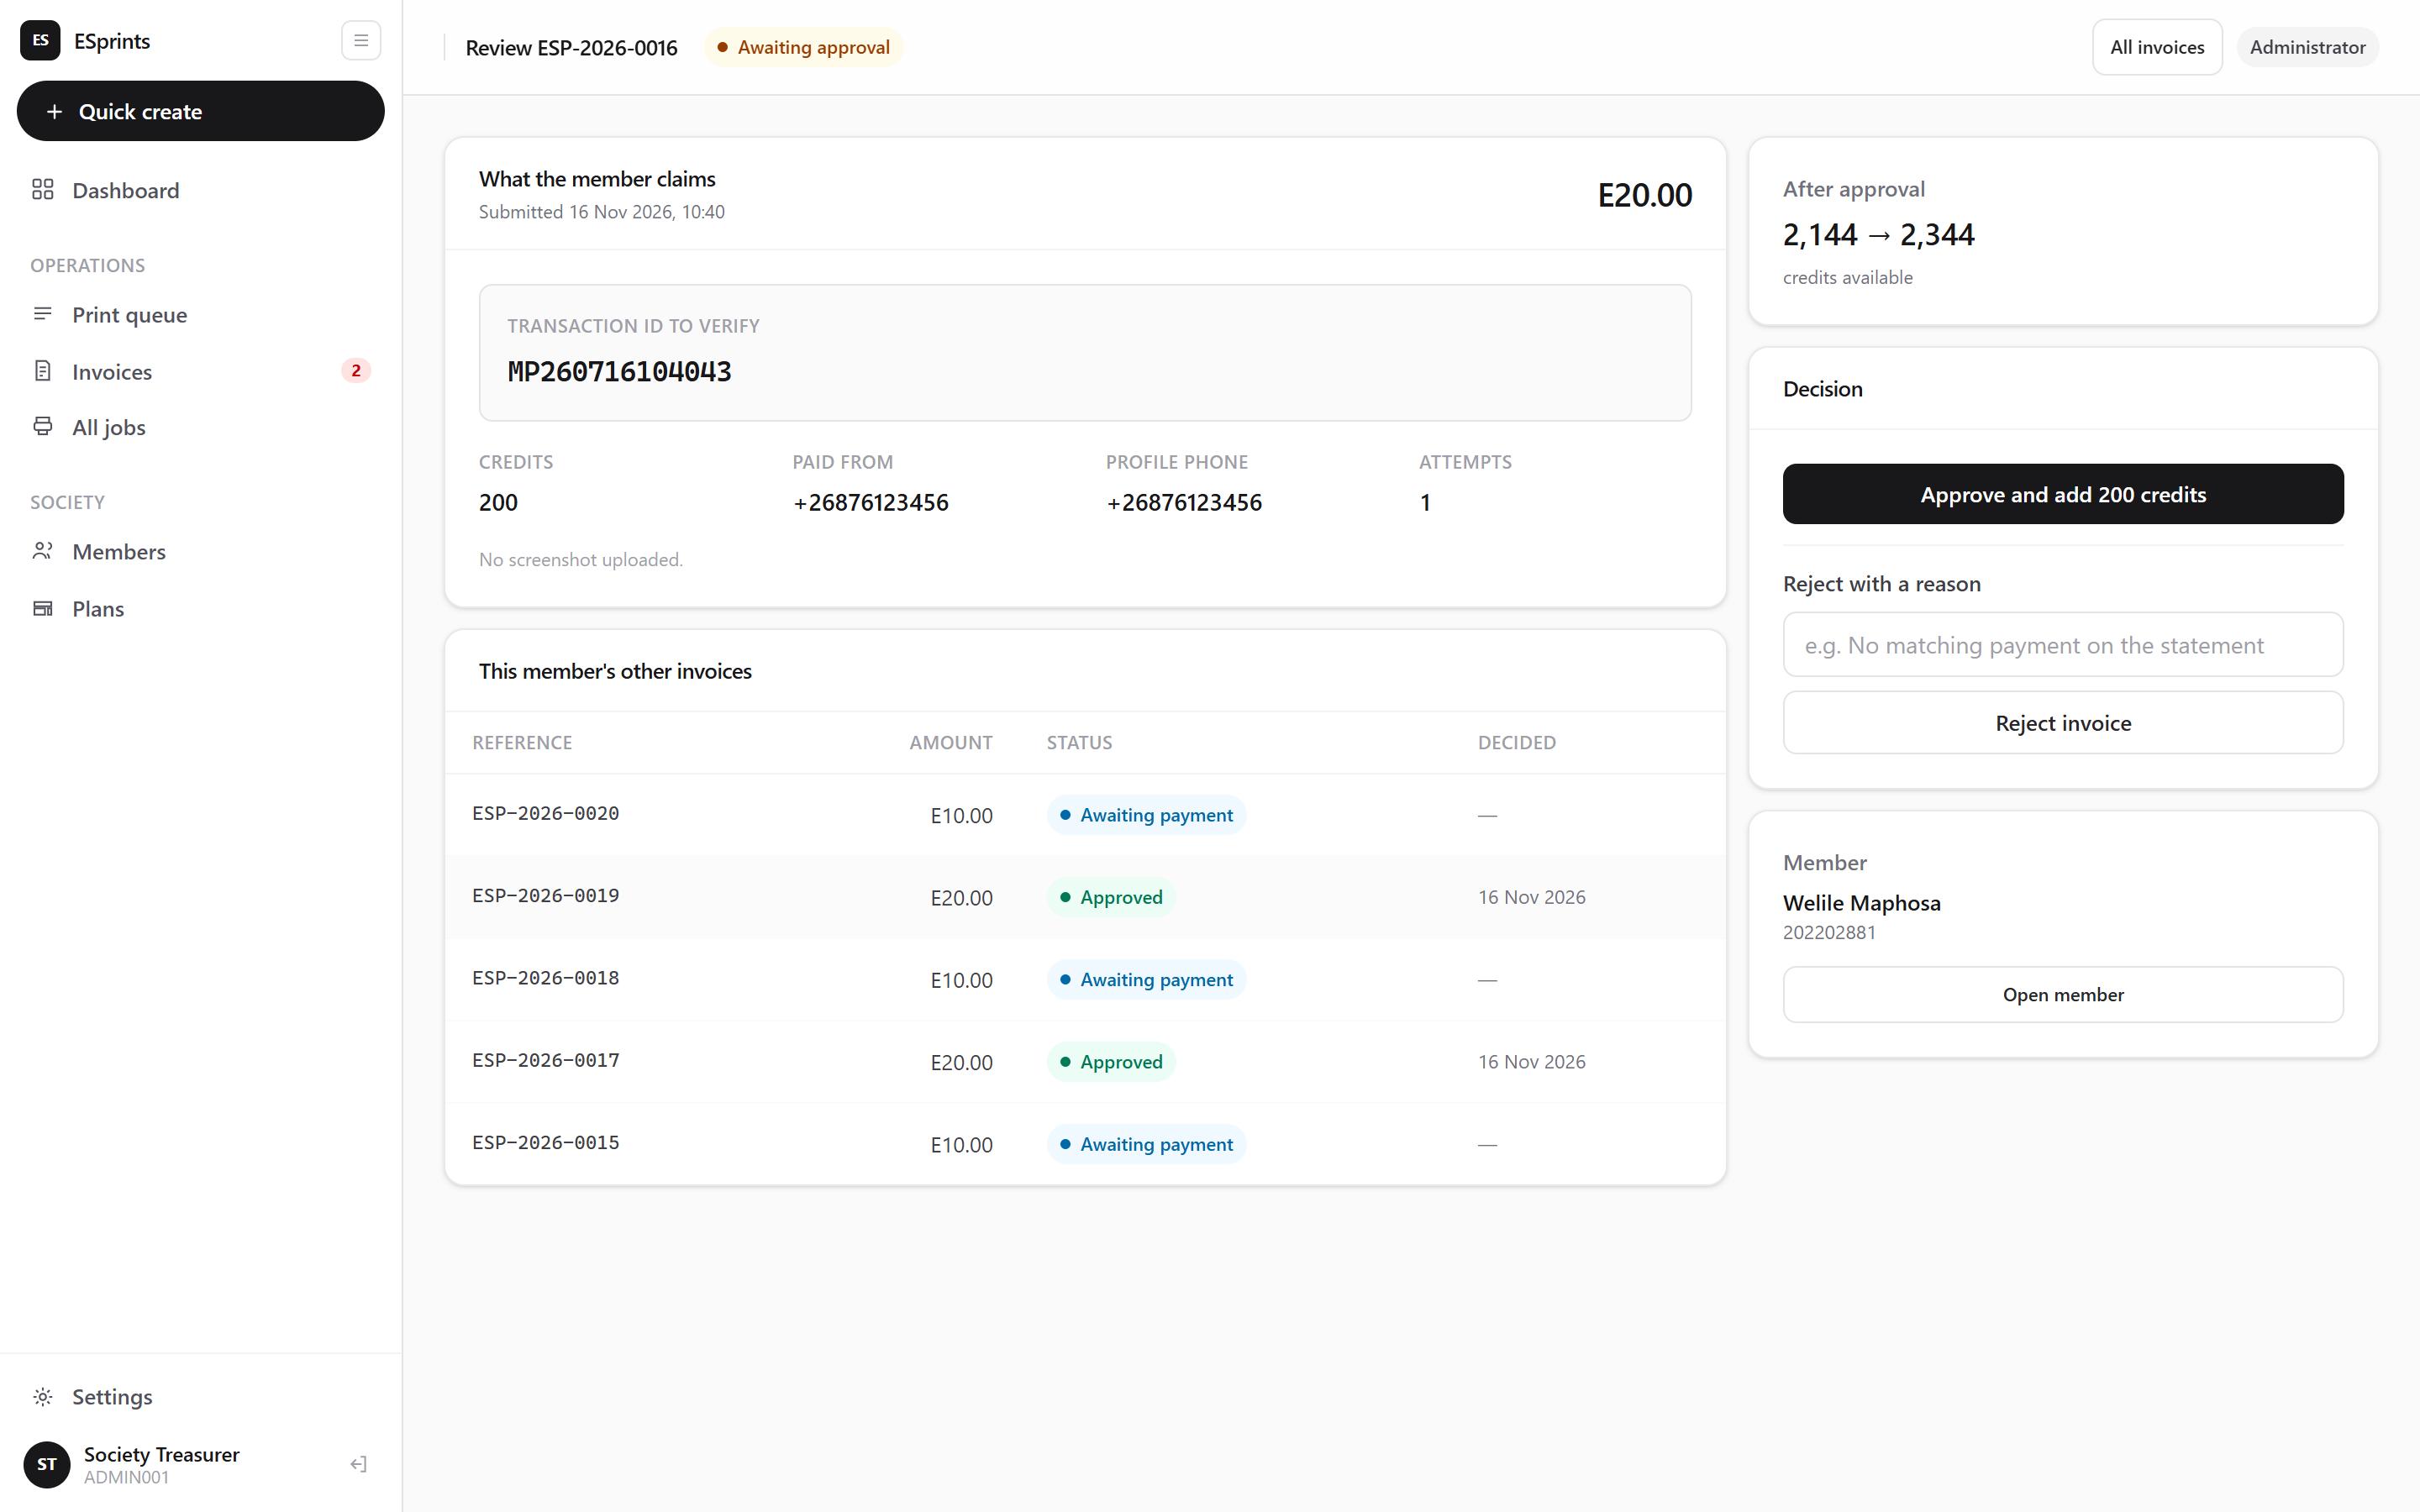 ES ESprints
Quick create
Dashboard
OPERATIONS
Print queue
Invoices 2
All jobs
SOCIETY
Members
Plans
Settings
ST Society Treasurer
ADMIN001
Review ESP-2026-0016 Awaiting approval All invoices Administrator
What the member claims
Submitted 16 Nov 2026, 10:40
E20.00
TRANSACTION ID TO VERIFY
MP260716104043
CREDITS PAID FROM PROFILE PHONE ATTEMPTS
200 +26876123456 +26876123456 1
No screenshot uploaded.
This member's other invoices
REFERENCE AMOUNT STATUS DECIDED
ESP-2026-0020 E10.00 Awaiting payment —
ESP-2026-0019 E20.00 Approved 16 Nov 2026
ESP-2026-0018 E10.00 Awaiting payment —
ESP-2026-0017 E20.00 Approved 16 Nov 2026
ESP-2026-0015 E10.00 Awaiting payment —
After approval
2,144 → 2,344
credits available
Decision
Approve and add 200 credits
Reject with a reason
e.g. No matching payment on the statement
Reject invoice
Member
Welile Maphosa
202202881
Open member